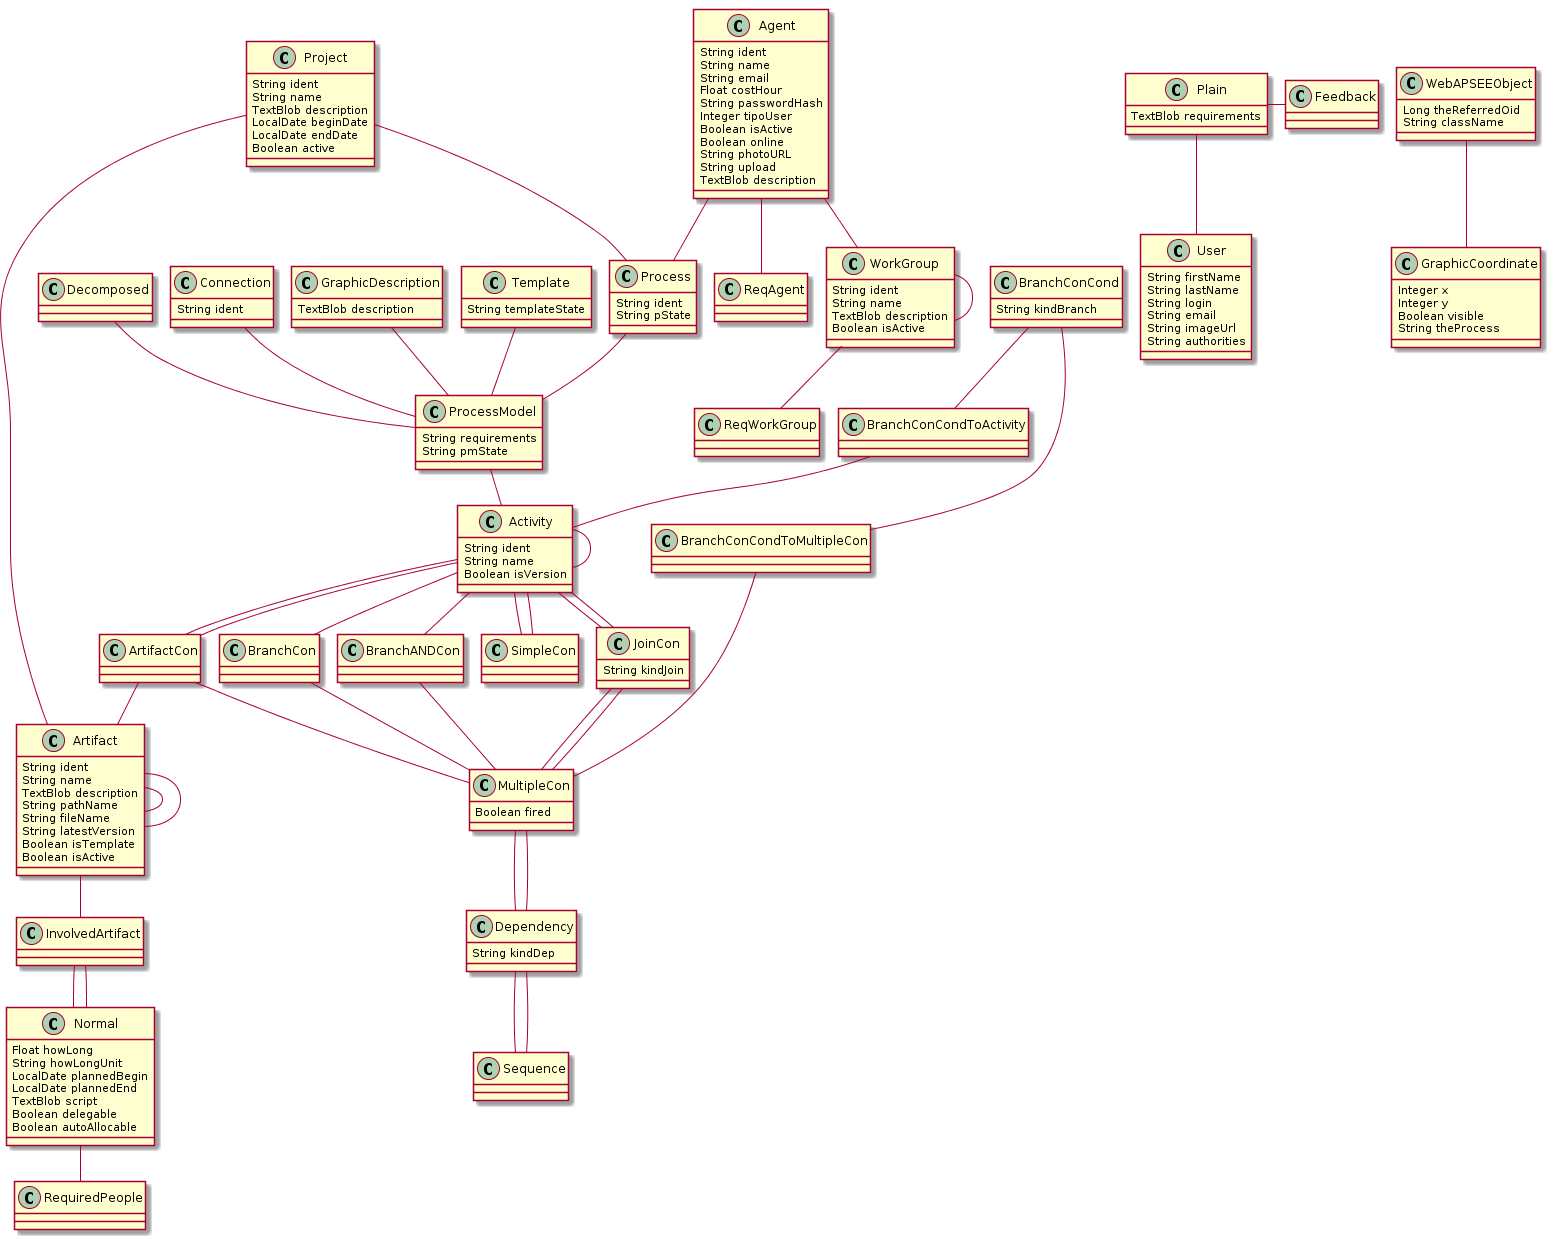 C Agent
String ident
String name
String email
Float costHour
String passwordHash
Integer tipoUser
Boolean isActive
Boolean online
String photoURL
String upload
TextBlob description
C Project
String ident
String name
TextBlob description
LocalDate beginDate
LocalDate endDate
Boolean active
C Plain
TextBlob requirements
C Feedback
C WebAPSEEObject
Long theReferredOid
String className
C Decomposed
C Connection
String ident
C GraphicDescription
TextBlob description
C Template
String templateState
C Process
String ident
String pState
C ReqAgent
C WorkGroup
String ident
String name
TextBlob description
Boolean isActive
C BranchConCond
String kindBranch
C User
String firstName
String lastName
String login
String email
String imageUrl
String authorities
C GraphicCoordinate
Integer x
Integer y
Boolean visible
String theProcess
C ProcessModel
String requirements
String pmState
C ReqWorkGroup
C BranchConCondToActivity
C Activity
String ident
String name
Boolean isVersion
C BranchConCondToMultipleCon
C ArtifactCon
C BranchCon
C BranchANDCon
C SimpleCon
C JoinCon
String kindJoin
C Artifact
String ident
String name
TextBlob description
String pathName
String fileName
String latestVersion
Boolean isTemplate
Boolean isActive
C MultipleCon
Boolean fired
C InvolvedArtifact
C Dependency
String kindDep
C Normal
Float howLong
String howLongUnit
LocalDate plannedBegin
LocalDate plannedEnd
TextBlob script
Boolean delegable
Boolean autoAllocable
C Sequence
C RequiredPeople